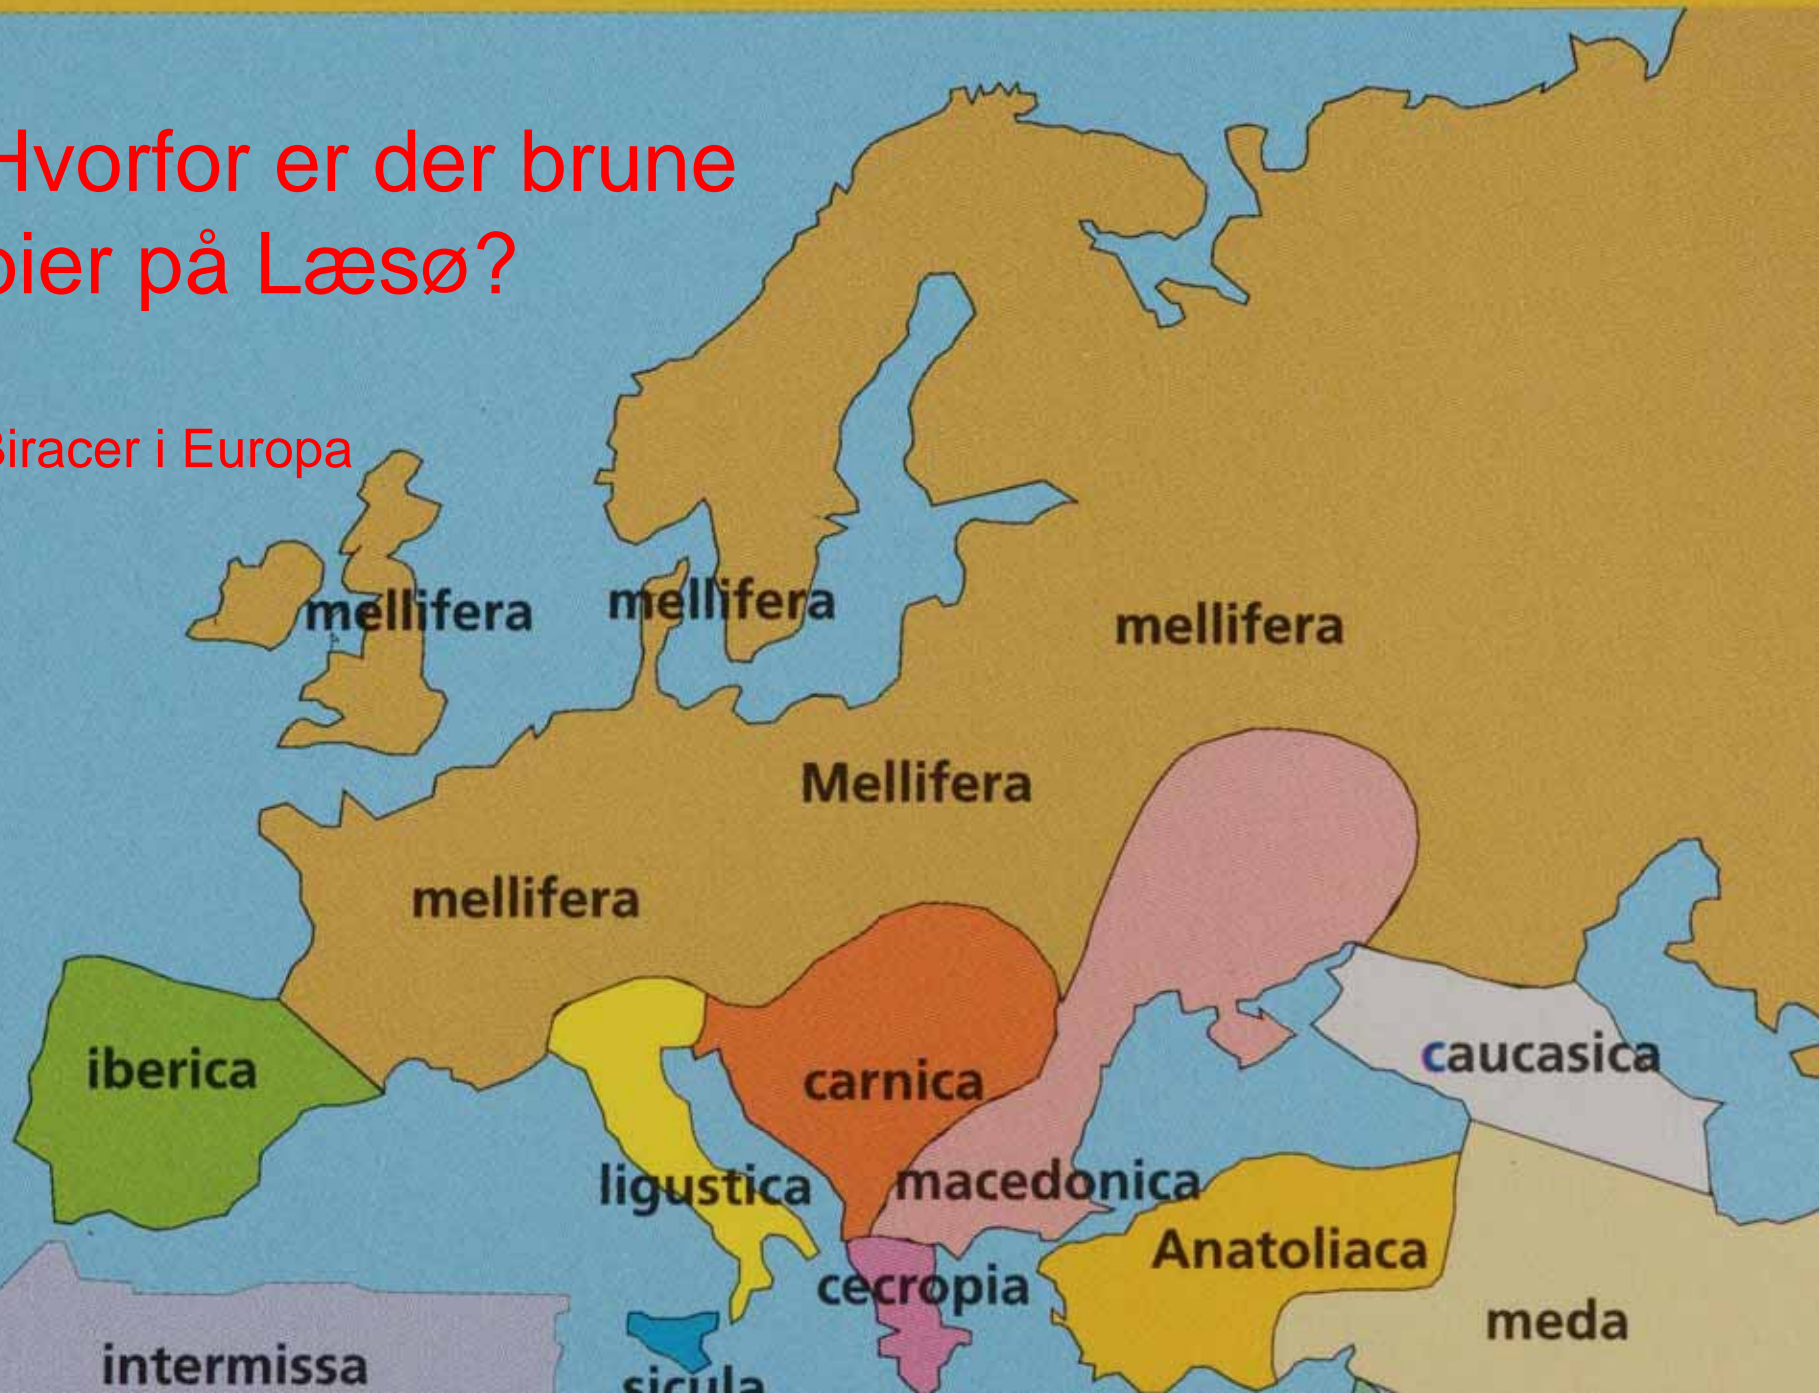 Hvorfor er der brune
bier på Læsø?
Biracer i Europa
mellifera
mellifera
mellifera
Mellifera
mellifera
iberica
carnica
caucasica
ligustica
macedonica
Anatoliaca
cecropia
meda
intermissa
sicula